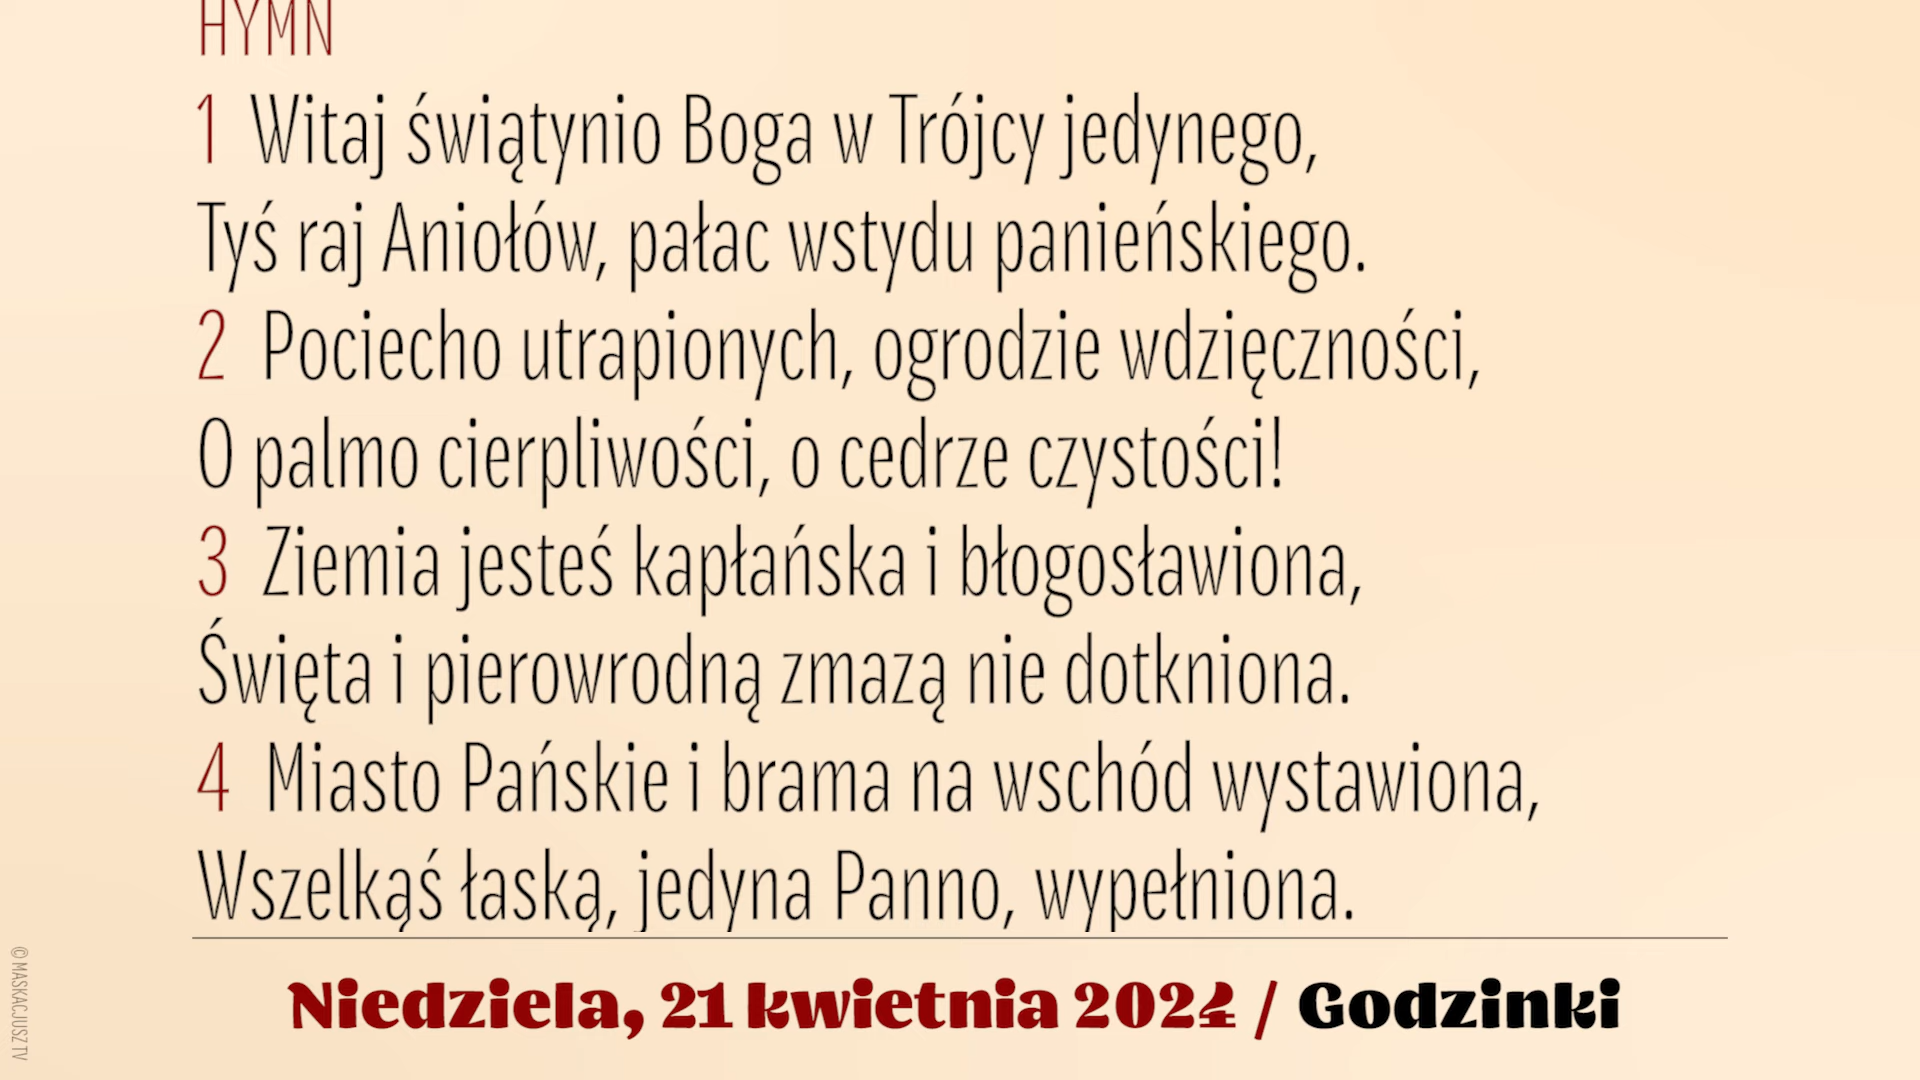 HYMN
1 Witaj świątynio Boga w Trójcy jedynego,
Tyś raj Aniołów, pałac wstydu panieńskiego.
2 Pociecho utrapionych, ogrodzie wdzięczności,
O palmo cierpliwości, o cedrze czystości!
3 Ziemia jesteś kapłańska i błogosławiona,
Święta i pierowrodną zmazą nie dotkniona.
4 Miasto Pańskie i brama na wschód wystawiona,
Wszelkąś łaską, jedyna Panno, wypełniona.
Niedziela, 21 kwietnia 2024 / Godzinki
© MASKACJUSZ TV